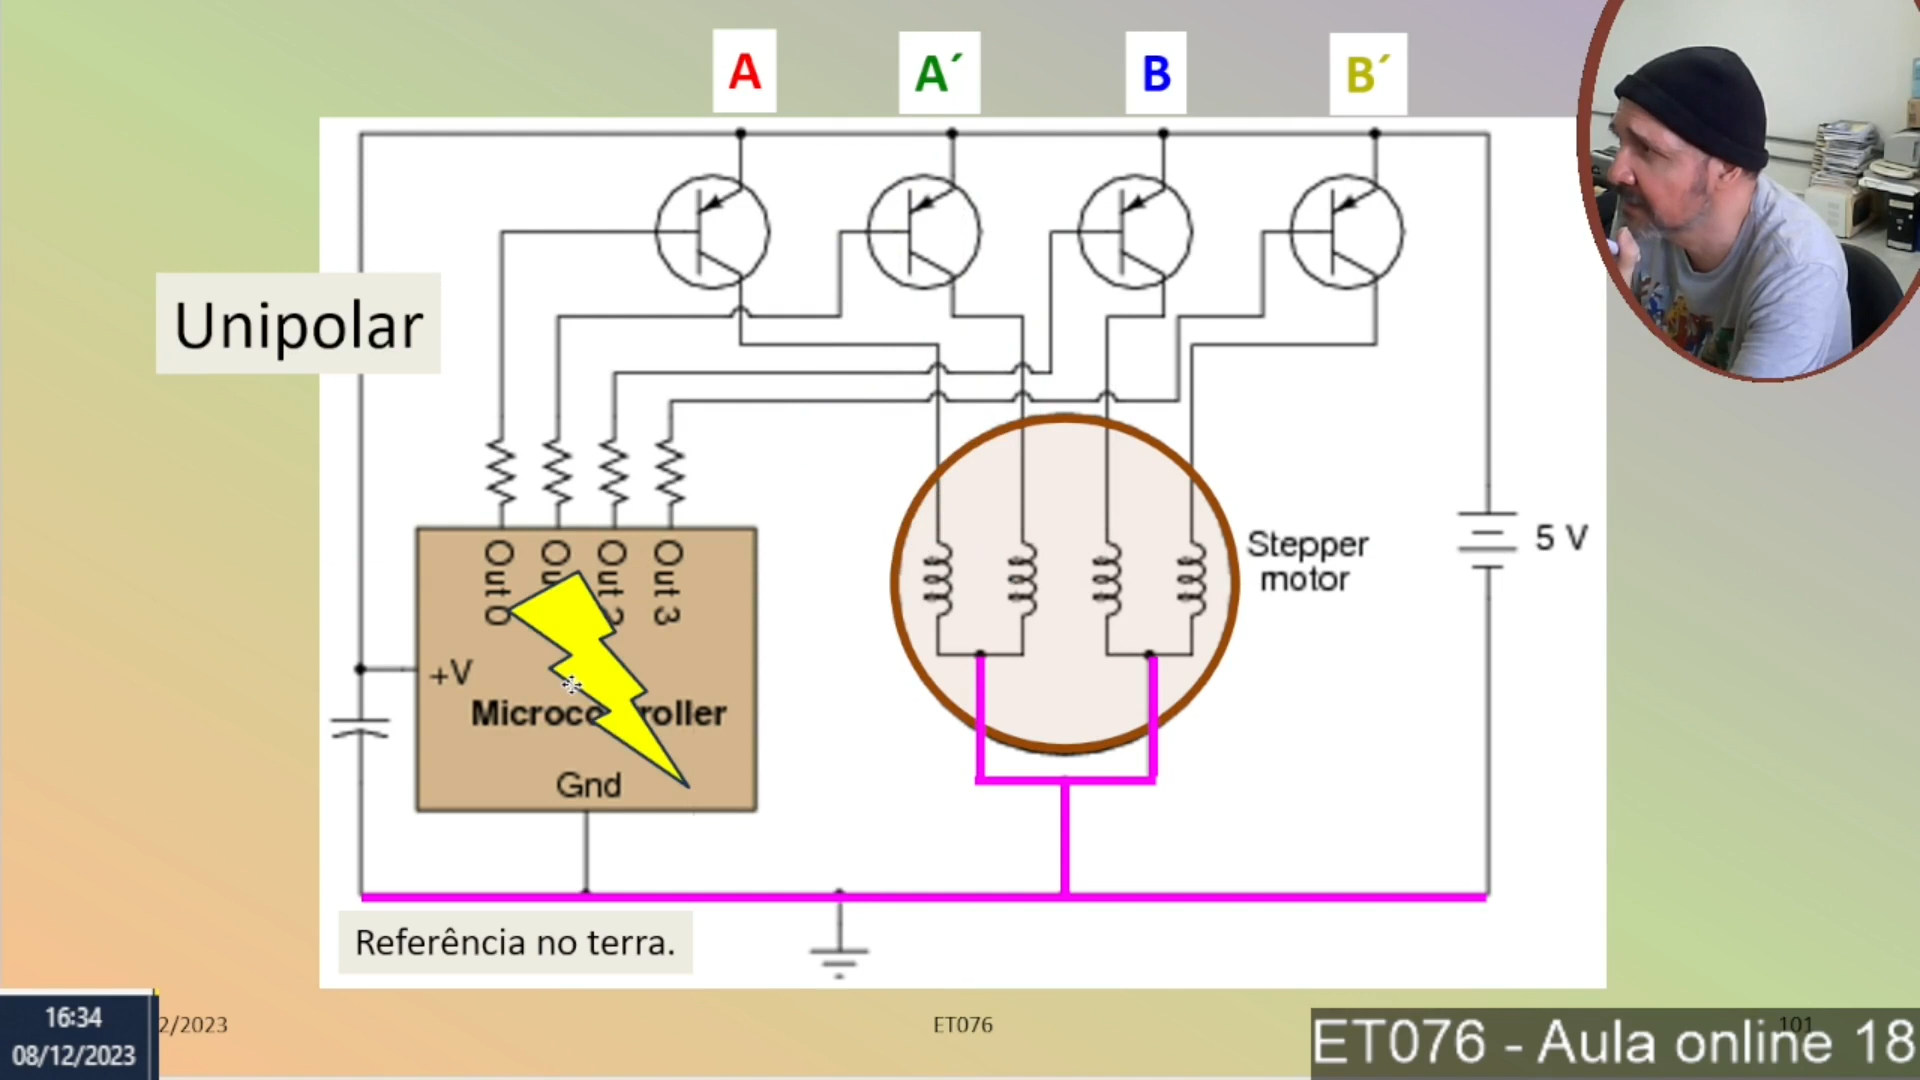 A
A´
B
B´
Unipolar
Out 0
Out 3
5 V
Stepper
motor
+V
Gnd
Referência no terra.
16:34
08/12/2023
2/2023
ET076
101
ET076 - Aula online 18